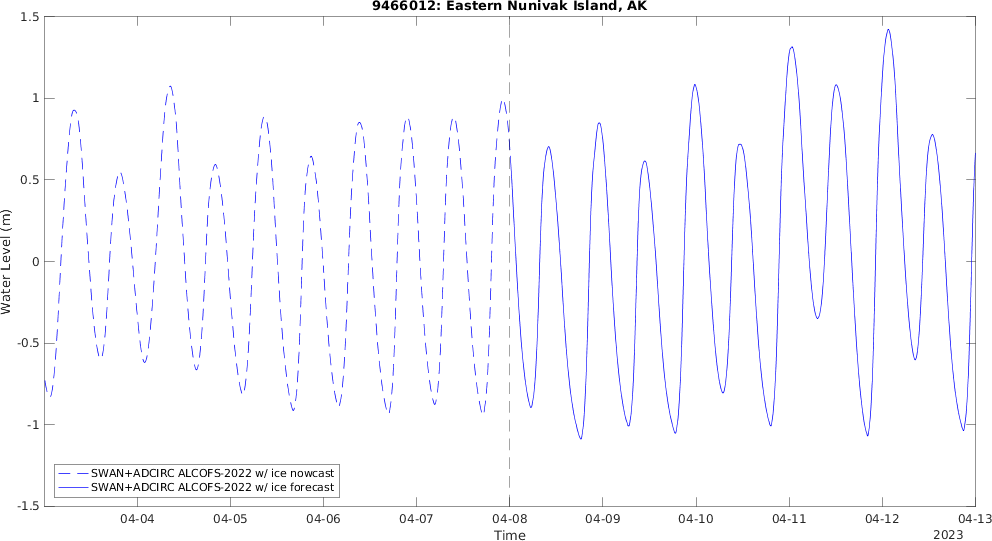 9466012: Eastern Nunivak Island, AK
1.5
1
0.5
0
-0.5
-1
-1.5
Water Level (m)
SWAN+ADCIRC ALCOFS-2022 w/ ice nowcast
SWAN+ADCIRC ALCOFS-2022 w/ ice forecast
04-04 04-05 04-06 04-07 04-08 04-09 04-10 04-11 04-12 04-13
Time
2023